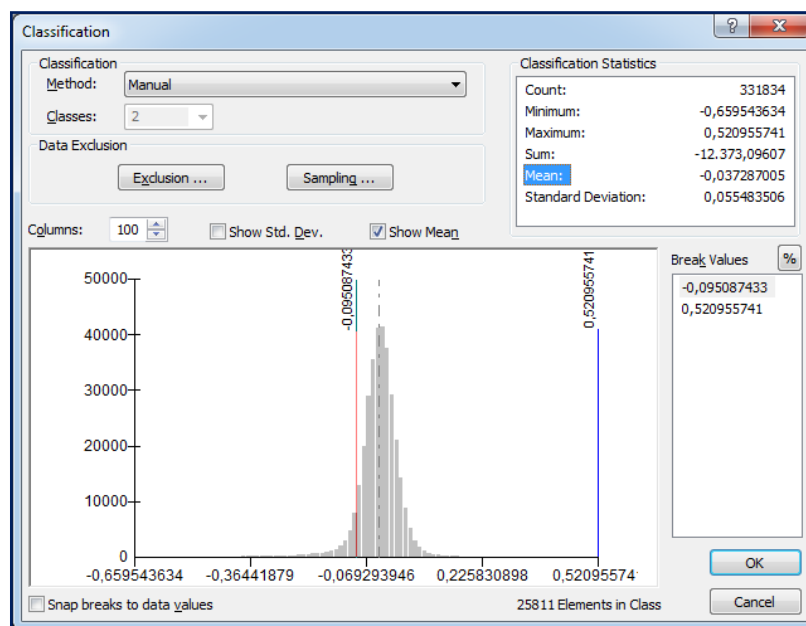 Classification
Classification
Method: Manual
Classes: 2
Data Exclusion
Exclusion ... Sampling ...
Classification Statistics
Count: 331834
Minimum: -0,659543634
Maximum: 0,520955741
Sum: -12.373,09607
Mean: -0,037287005
Standard Deviation: 0,055483506
Columns: 100 Show Std. Dev. Show Mean
Break Values %
-0,095087433
0,520955741
-0,095087433
0,520955741
50000
40000
30000
20000
10000
0
-0,659543634 -0,36441879 -0,069293946 0,225830898 0,52095574
Snap breaks to data values
25811 Elements in Class
OK
Cancel